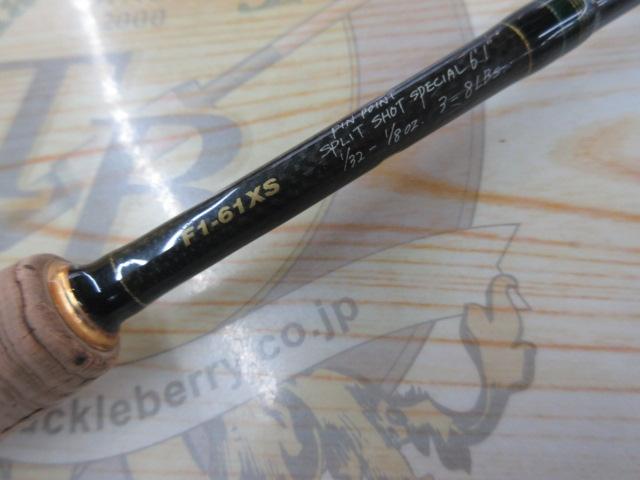 PIN POINT
SPLIT SHOT SPECIAL 6'1"
1/32 - 1/8 OZ. 3 - 8 LBS.
F1-61XS
ckleberry.co.jp
TBR